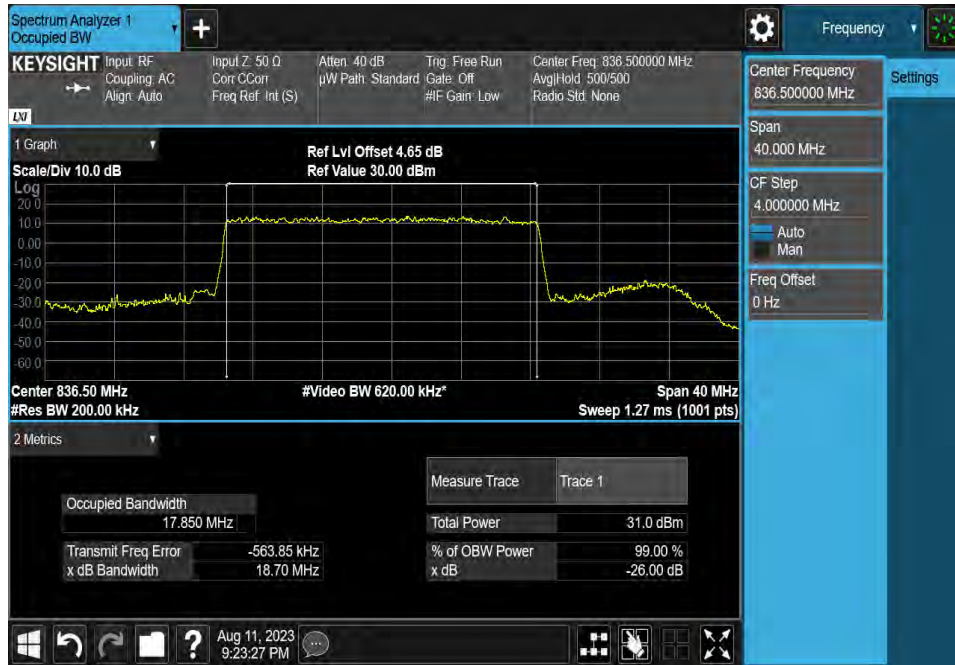 Spectrum Analyzer 1
Occupied BW
+
Frequency
KEYSIGHT
Input: RF
Coupling: AC
Align: Auto
Input Z: 50 Ω
Corr CCorr
Freq Ref: Int (S)
Atten: 40 dB
µW Path: Standard
Trig: Free Run
Gate: Off
#IF Gain: Low
Center Freq: 836.500000 MHz
Avg|Hold: 500/500
Radio Std: None
LXI
Center Frequency
836.500000 MHz
Settings
Span
40.000 MHz
CF Step
4.000000 MHz
Auto
Man
Freq Offset
0 Hz
1 Graph
Ref Lvl Offset 4.65 dB
Scale/Div 10.0 dB
Ref Value 30.00 dBm
Log
20.0
10.0
0.00
-10.0
-20.0
-30.0
-40.0
-50.0
-60.0
Center 836.50 MHz
#Video BW 620.00 kHz*
Span 40 MHz
#Res BW 200.00 kHz
Sweep 1.27 ms (1001 pts)
2 Metrics
Measure Trace
Trace 1
Occupied Bandwidth
17.850 MHz
Total Power
31.0 dBm
Transmit Freq Error
-563.85 kHz
% of OBW Power
99.00 %
x dB Bandwidth
18.70 MHz
x dB
-26.00 dB
?
Aug 11, 2023
9:23:27 PM